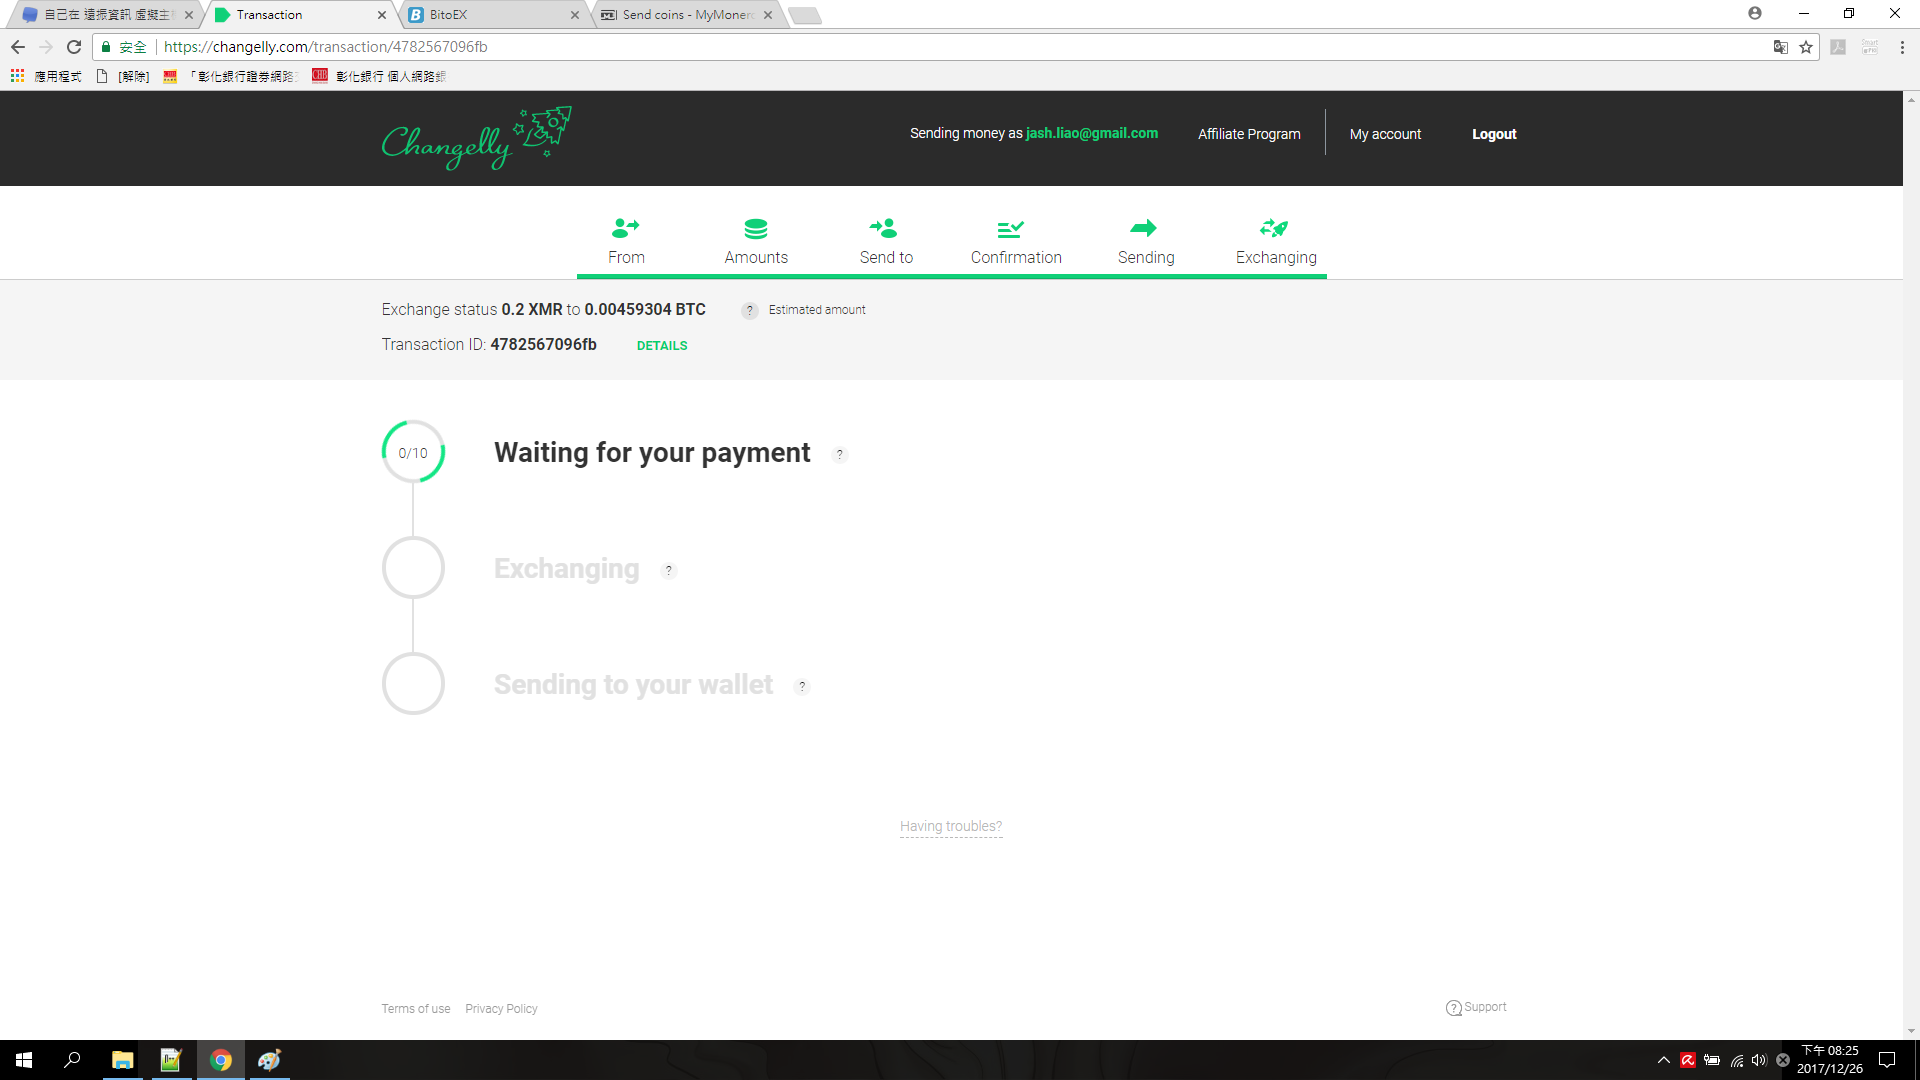 自己在 遠振資訊 虛擬主
Transaction
BitoEX
Send coins - MyMonero
安全
https://changelly.com/transaction/4782567096fb
應用程式
[解除]
「彰化銀行證券網路
彰化銀行 個人網路銀
Changelly
Sending money as jash.liao@gmail.com
Affiliate Program
My account
Logout
From
Amounts
Send to
Confirmation
Sending
Exchanging
Exchange status 0.2 XMR to 0.00459304 BTC
? Estimated amount
Transaction ID: 4782567096fb
DETAILS
0/10
Waiting for your payment ?
Exchanging ?
Sending to your wallet ?
Having troubles?
Terms of use
Privacy Policy
? Support
下午 08:25
2017/12/26